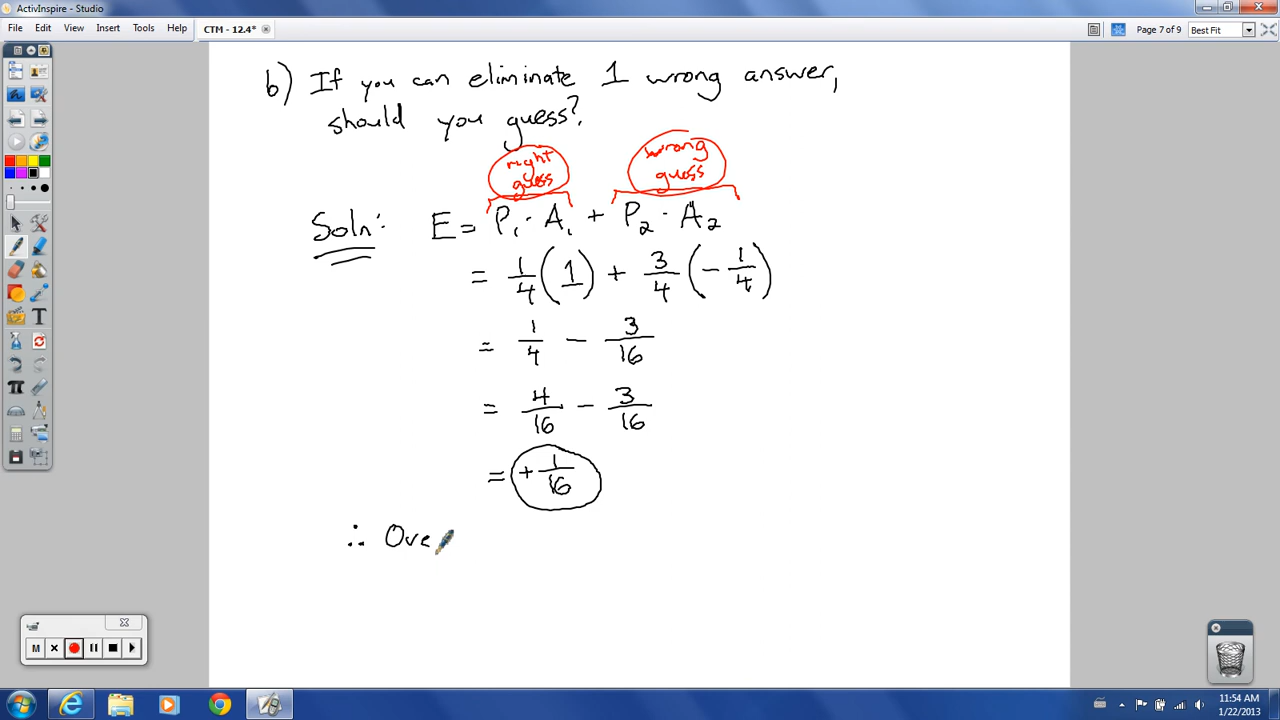 ActivInspire - Studio
File Edit View Insert Tools Help
CTM - 12.4*
Page 7 of 9
Best Fit
b) If you can eliminate 1 wrong answer,
should you guess?
right guess
wrong guess
Soln: E = P₁ · A₁ + P₂ · A₂
= 1/4 (1) + 3/4 (- 1/4)
= 1/4 - 3/16
= 4/16 - 3/16
= + 1/16
∴ Ove
M
11:54 AM
1/22/2013